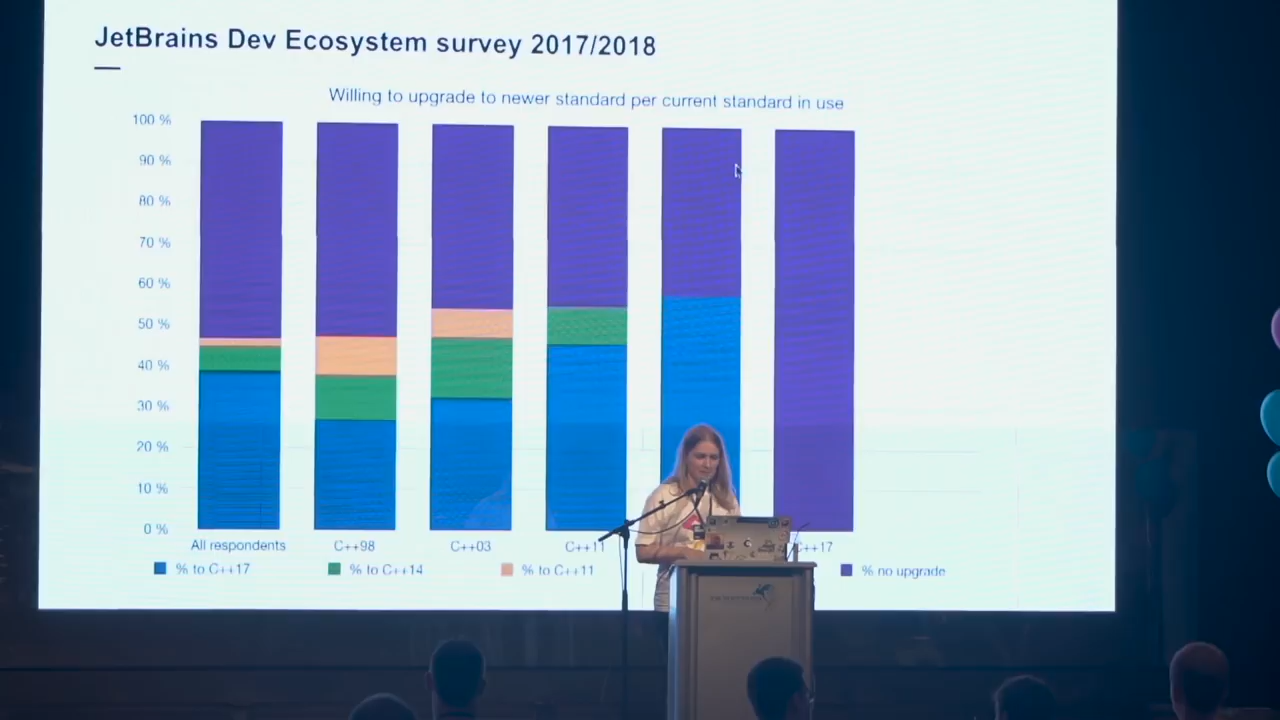 JetBrains Dev Ecosystem survey 2017/2018
Willing to upgrade to newer standard per current standard in use
100 %
90 %
80 %
70 %
60 %
50 %
40 %
30 %
20 %
10 %
0 %
All respondents
C++98
C++03
C++11
C++17
% to C++17
% to C++14
% to C++11
% no upgrade